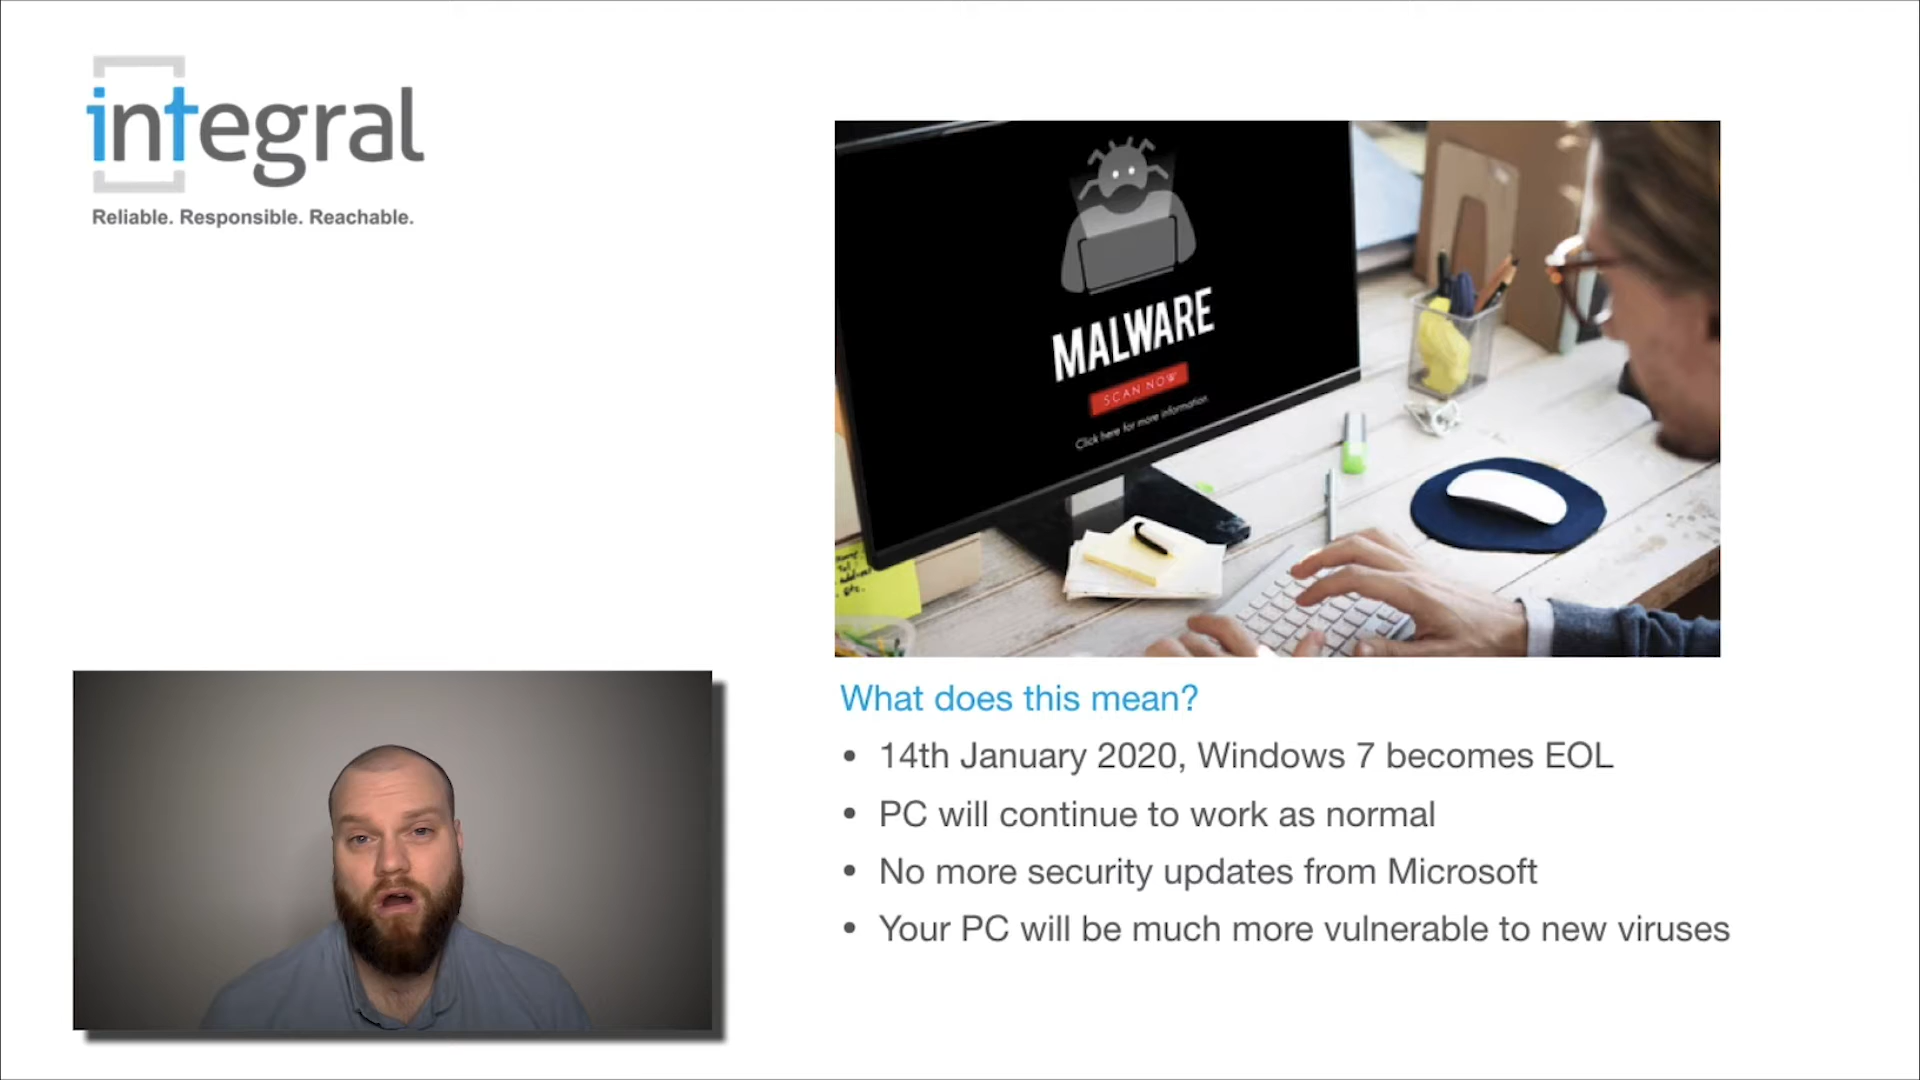 integral
Reliable. Responsible. Reachable.
MALWARE
SCAN NOW
Click here for more information
What does this mean?
• 14th January 2020, Windows 7 becomes EOL
• PC will continue to work as normal
• No more security updates from Microsoft
• Your PC will be much more vulnerable to new viruses